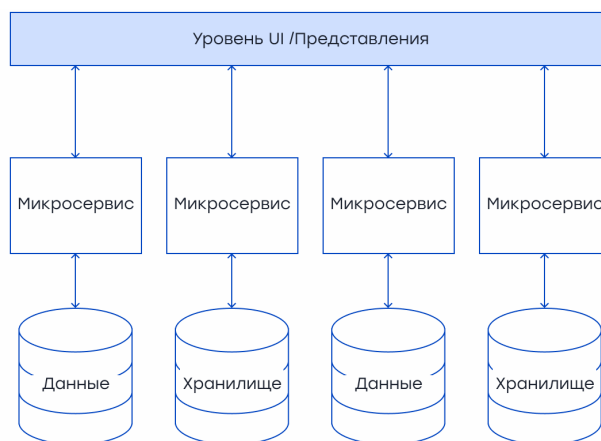 Уровень UI /Представления
Микросервис Микросервис Микросервис Микросервис
Данные Хранилище Данные Хранилище